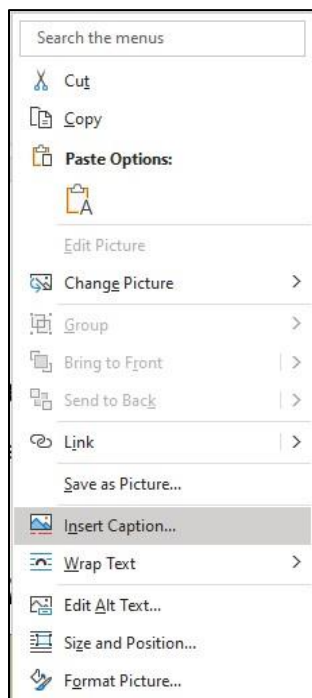 Search the menus
Cut
Copy
Paste Options:
A
Edit Picture
Change Picture
Group
Bring to Front
Send to Back
Link
Save as Picture...
Insert Caption...
Wrap Text
Edit Alt Text...
Size and Position...
Format Picture...